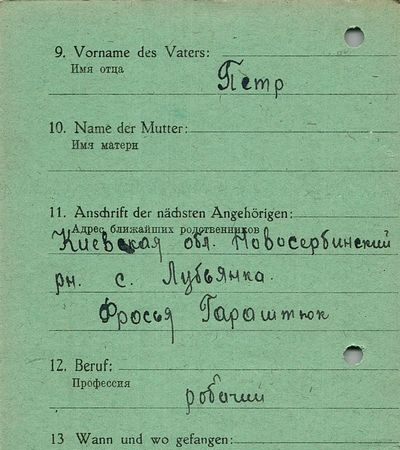 9. Vorname des Vaters:
Имя отца
Петр
10. Name der Mutter:
Имя матери
11. Anschrift der nächsten Angehörigen:
Адрес ближайших родственников
Киевская обл. Новосербинский
рн. с. Лубьянка.
Фросья Гараштюк
12. Beruf:
Профессия
робочий
13 Wann und wo gefangen: